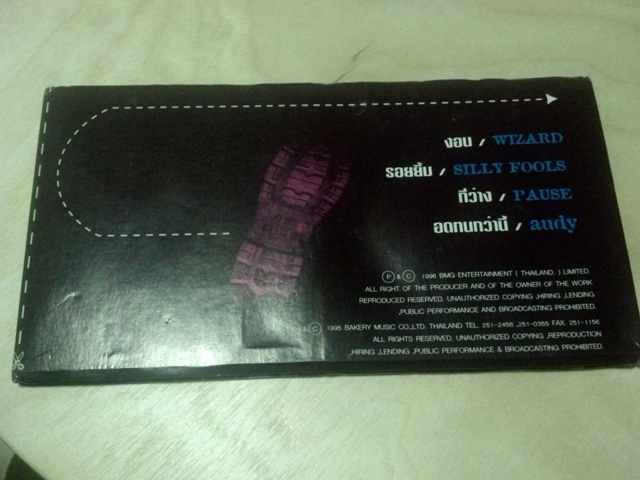 งอน / WIZARD
รอยยิ้ม / SILLY FOOLS
ที่ว่าง / PAUSE
อดทนกว่านี้ / audy
P & C 1996 BMG ENTERTAINMENT ( THAILAND. ) LIMITED.
ALL RIGHT OF THE PRODUCER AND OF THE OWNER OF THE WORK
REPRODUCED RESERVED. UNAUTHORIZED COPYING ,HIRING ,LENDING
,PUBLIC PERFORMANCE AND BROADCASTING PROHIBITED.
& C 1995 BAKERY MUSIC CO.,LTD. THAILAND TEL. 251-2458 ,251-0355 FAX. 251-1156
ALL RIGHTS RESERVED. UNAUTHORIZED COPYING ,REPRODUCTION
,HIRING ,LENDING ,PUBLIC PERFORMANCE & BROADCASTING PROHIBITED.